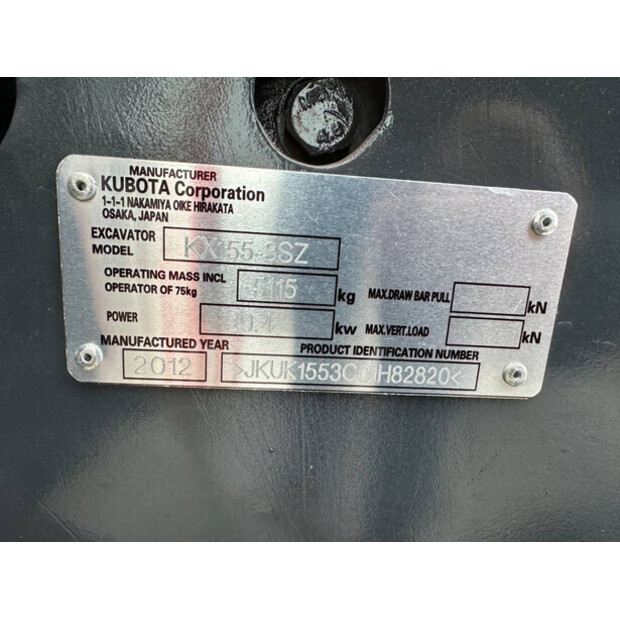 MANUFACTURER
KUBOTA Corporation
1-1-1 NAKAMIYA OIKE HIRAKATA
OSAKA, JAPAN
EXCAVATOR MODEL KX155-3SZ
OPERATING MASS INCL OPERATOR OF 75kg kg
MAX.DRAW BAR PULL kN
POWER kw
MAX.VERT.LOAD kN
MANUFACTURED YEAR
PRODUCT IDENTIFICATION NUMBER
2012